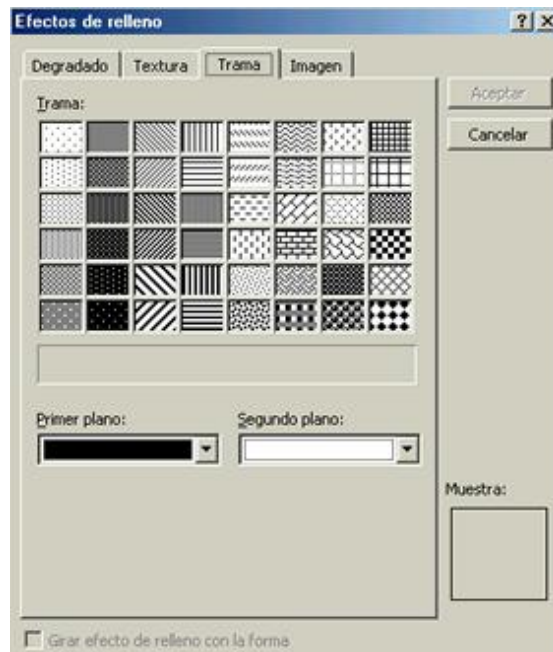 Efectos de relleno
Degradado
Textura
Trama
Imagen
Trama:
Aceptar
Cancelar
Primer plano:
Segundo plano:
Muestra:
Girar efecto de relleno con la forma